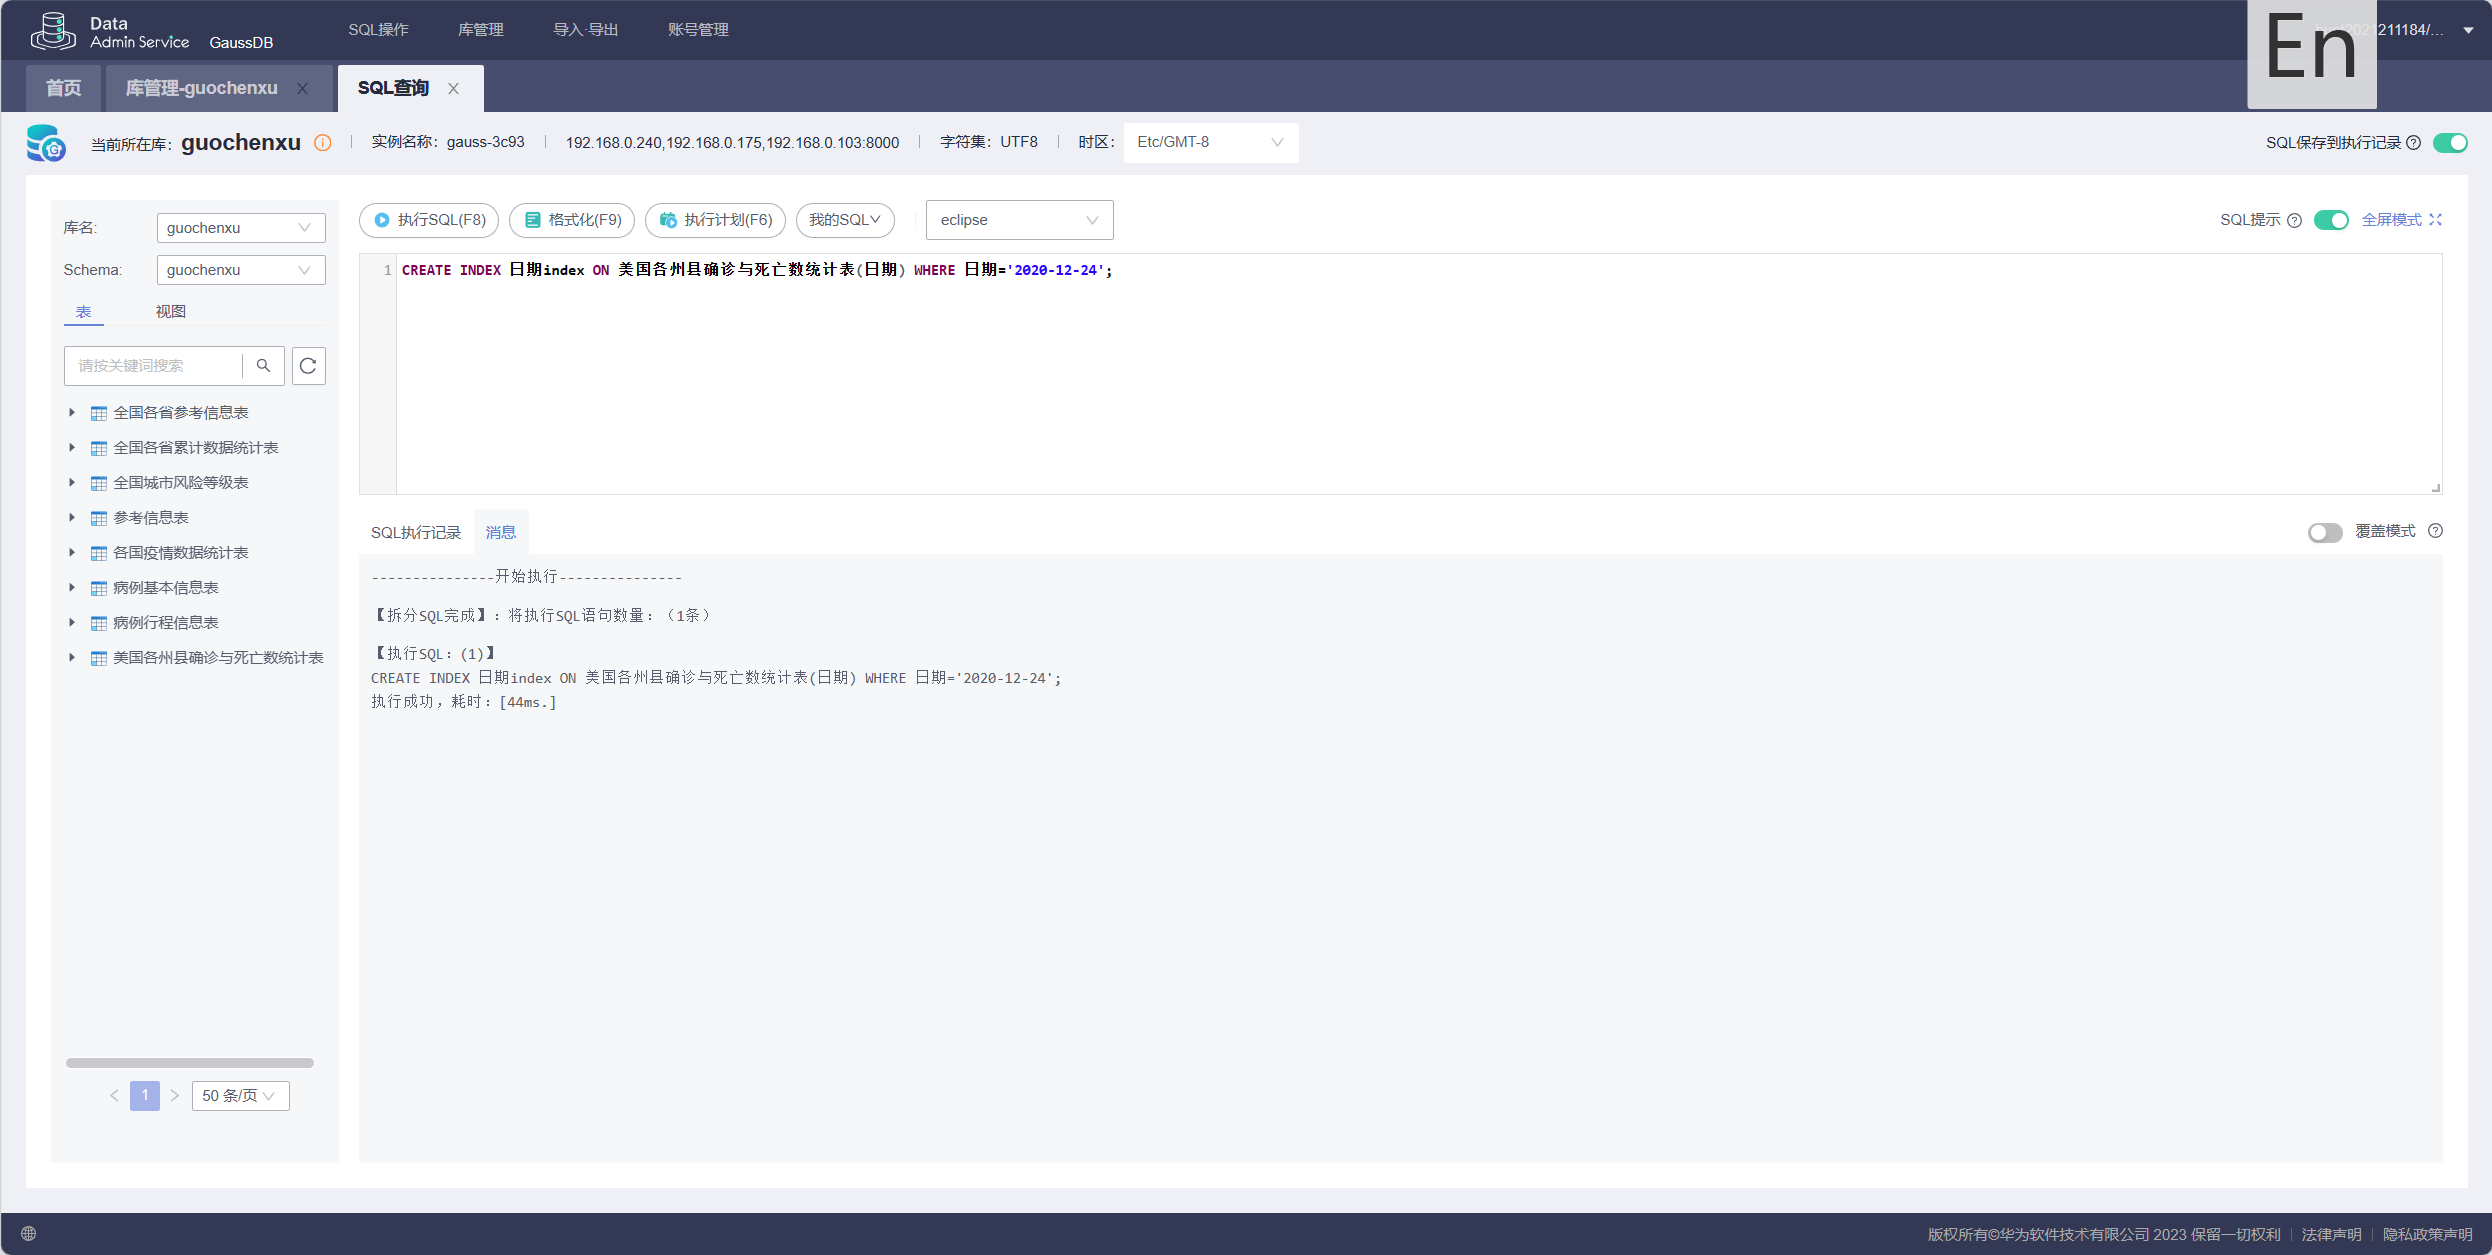 Data
Admin Service GaussDB SQL操作 库管理 导入·导出 账号管理 211184/...
En
首页 库管理-guochenxu SQL查询
当前所在库: guochenxu 实例名称: gauss-3c93 192.168.0.240,192.168.0.175,192.168.0.103:8000 字符集: UTF8 时区: Etc/GMT-8 SQL保存到执行记录
库名: guochenxu
Schema: guochenxu
表 视图
请按关键词搜索
全国各省参考信息表
全国各省累计数据统计表
全国城市风险等级表
参考信息表
各国疫情数据统计表
病例基本信息表
病例行程信息表
美国各州县确诊与死亡数统计表
1 50 条/页
执行SQL(F8) 格式化(F9) 执行计划(F6) 我的SQL eclipse SQL提示 全屏模式
1 CREATE INDEX 日期index ON 美国各州县确诊与死亡数统计表(日期) WHERE 日期='2020-12-24';
SQL执行记录 消息 覆盖模式
---------------开始执行---------------
【拆分SQL完成】：将执行SQL语句数量：（1条）
【执行SQL：(1)】
CREATE INDEX 日期index ON 美国各州县确诊与死亡数统计表(日期) WHERE 日期='2020-12-24';
执行成功，耗时：[44ms.]
版权所有©华为软件技术有限公司 2023 保留一切权利 | 法律声明 | 隐私政策声明